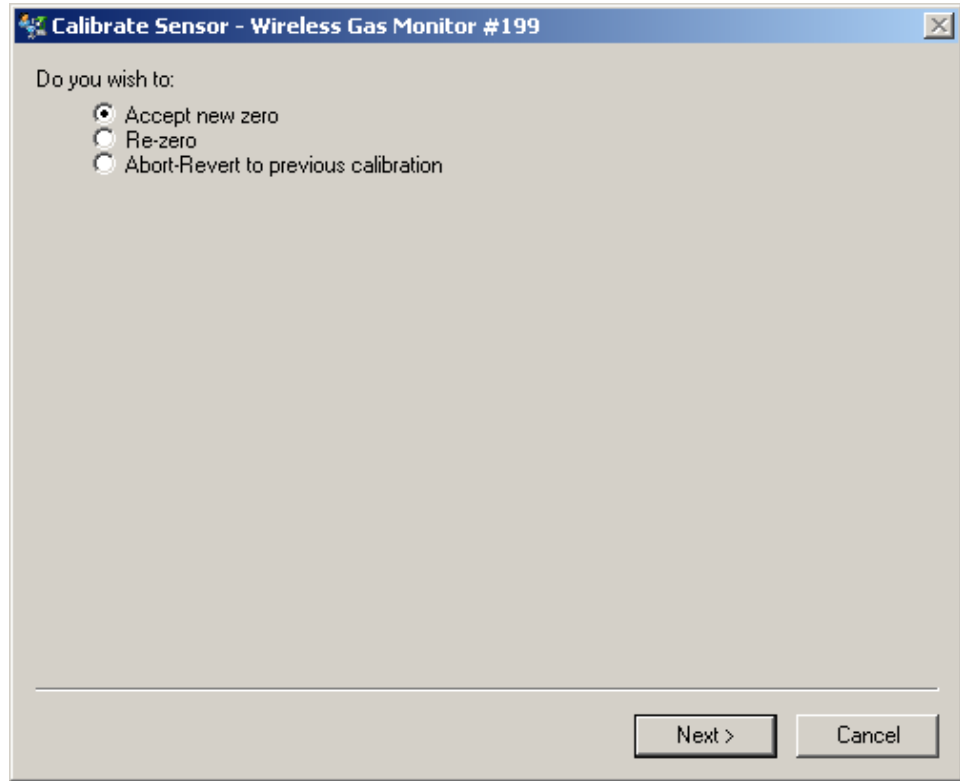 Calibrate Sensor - Wireless Gas Monitor #199
Do you wish to:
Accept new zero
Re-zero
Abort-Revert to previous calibration
Next >
Cancel